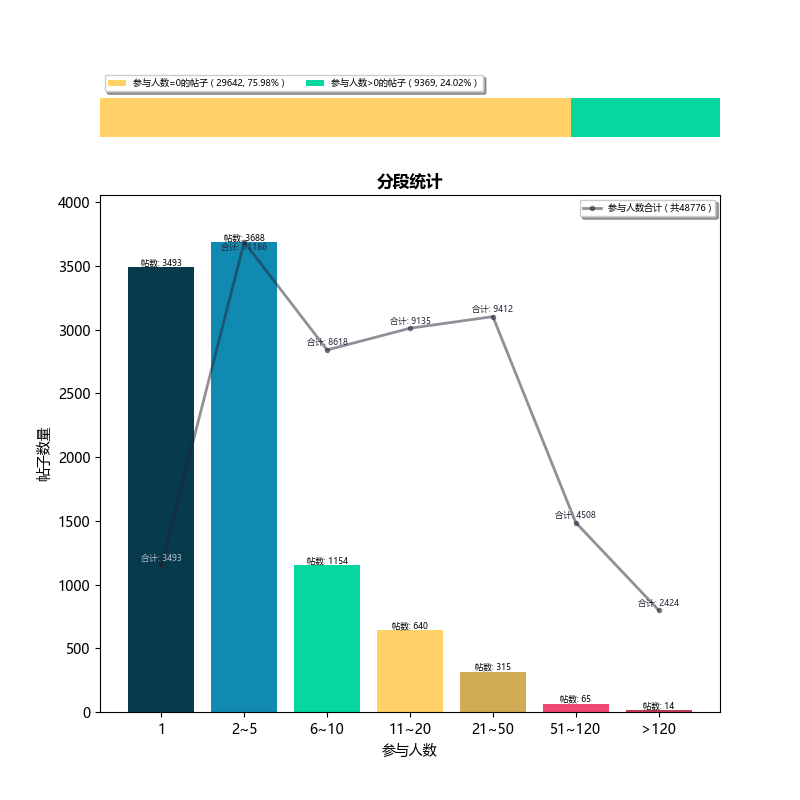 参与人数=0的帖子 ( 29642, 75.98% )
参与人数>0的帖子 ( 9369, 24.02% )
分段统计
参与人数合计 ( 共48776 )
4000
3500
3000
2500
2000
1500
1000
500
0
帖子数量
帖数: 3493
帖数: 3688
帖数: 1154
帖数: 640
帖数: 315
帖数: 65
帖数: 14
合计: 3493
合计: 11186
合计: 8618
合计: 9135
合计: 9412
合计: 4508
合计: 2424
1
2~5
6~10
11~20
21~50
51~120
>120
参与人数